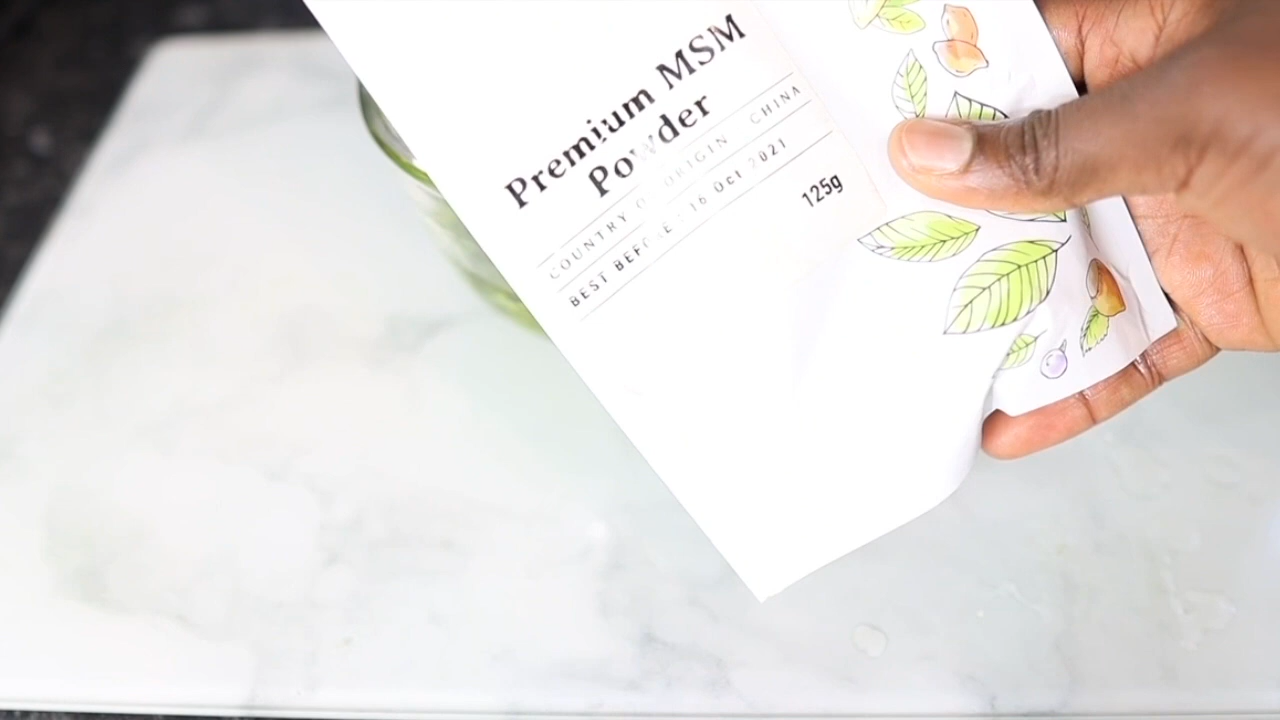 Premium MSM
Powder
COUNTRY OF ORIGIN CHINA
BEST BEFORE : 16 Oct 2021
125g